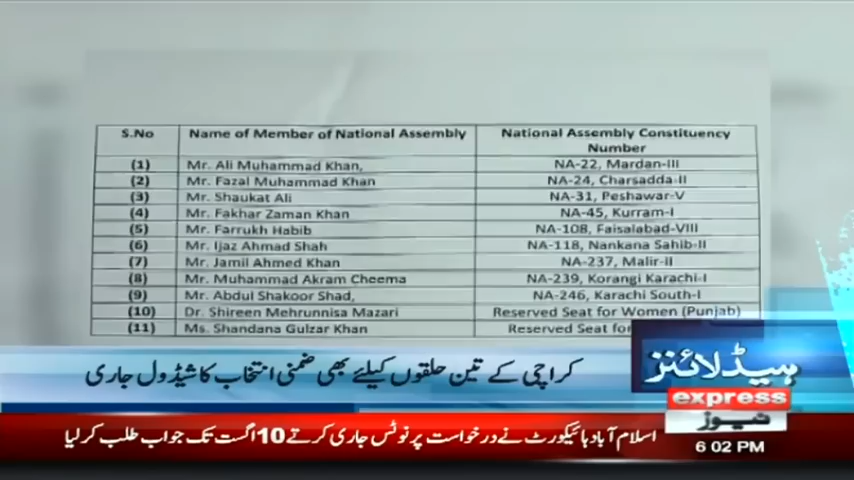 S.No Name of Member of National Assembly National Assembly Constituency Number
(1) Mr. Ali Muhammad Khan, NA-22, Mardan-III
(2) Mr. Fazal Muhammad Khan NA-24, Charsadda-II
(3) Mr. Shaukat Ali NA-31, Peshawar-V
(4) Mr. Fakhar Zaman Khan NA-45, Kurram-I
(5) Mr. Farrukh Habib NA-108, Faisalabad-VIII
(6) Mr. Ijaz Ahmad Shah NA-118, Nankana Sahib-II
(7) Mr. Jamil Ahmed Khan NA-237, Malir-II
(8) Mr. Muhammad Akram Cheema NA-239, Korangi Karachi-I
(9) Mr. Abdul Shakoor Shad, NA-246, Karachi South-I
(10) Dr. Shireen Mehrunnisa Mazari Reserved Seat for Women (Punjab)
(11) Ms. Shandana Gulzar Khan Reserved Seat for
ہیڈلائنز
کراچی کے تین حلقوں کیلئے بھی ضمنی انتخاب کا شیڈول جاری
express
نیوز
اسلام آباد ہائیکورٹ نے درخواست پر نوٹس جاری کرتے 10 اگست تک جواب طلب کر لیا
6:02 PM